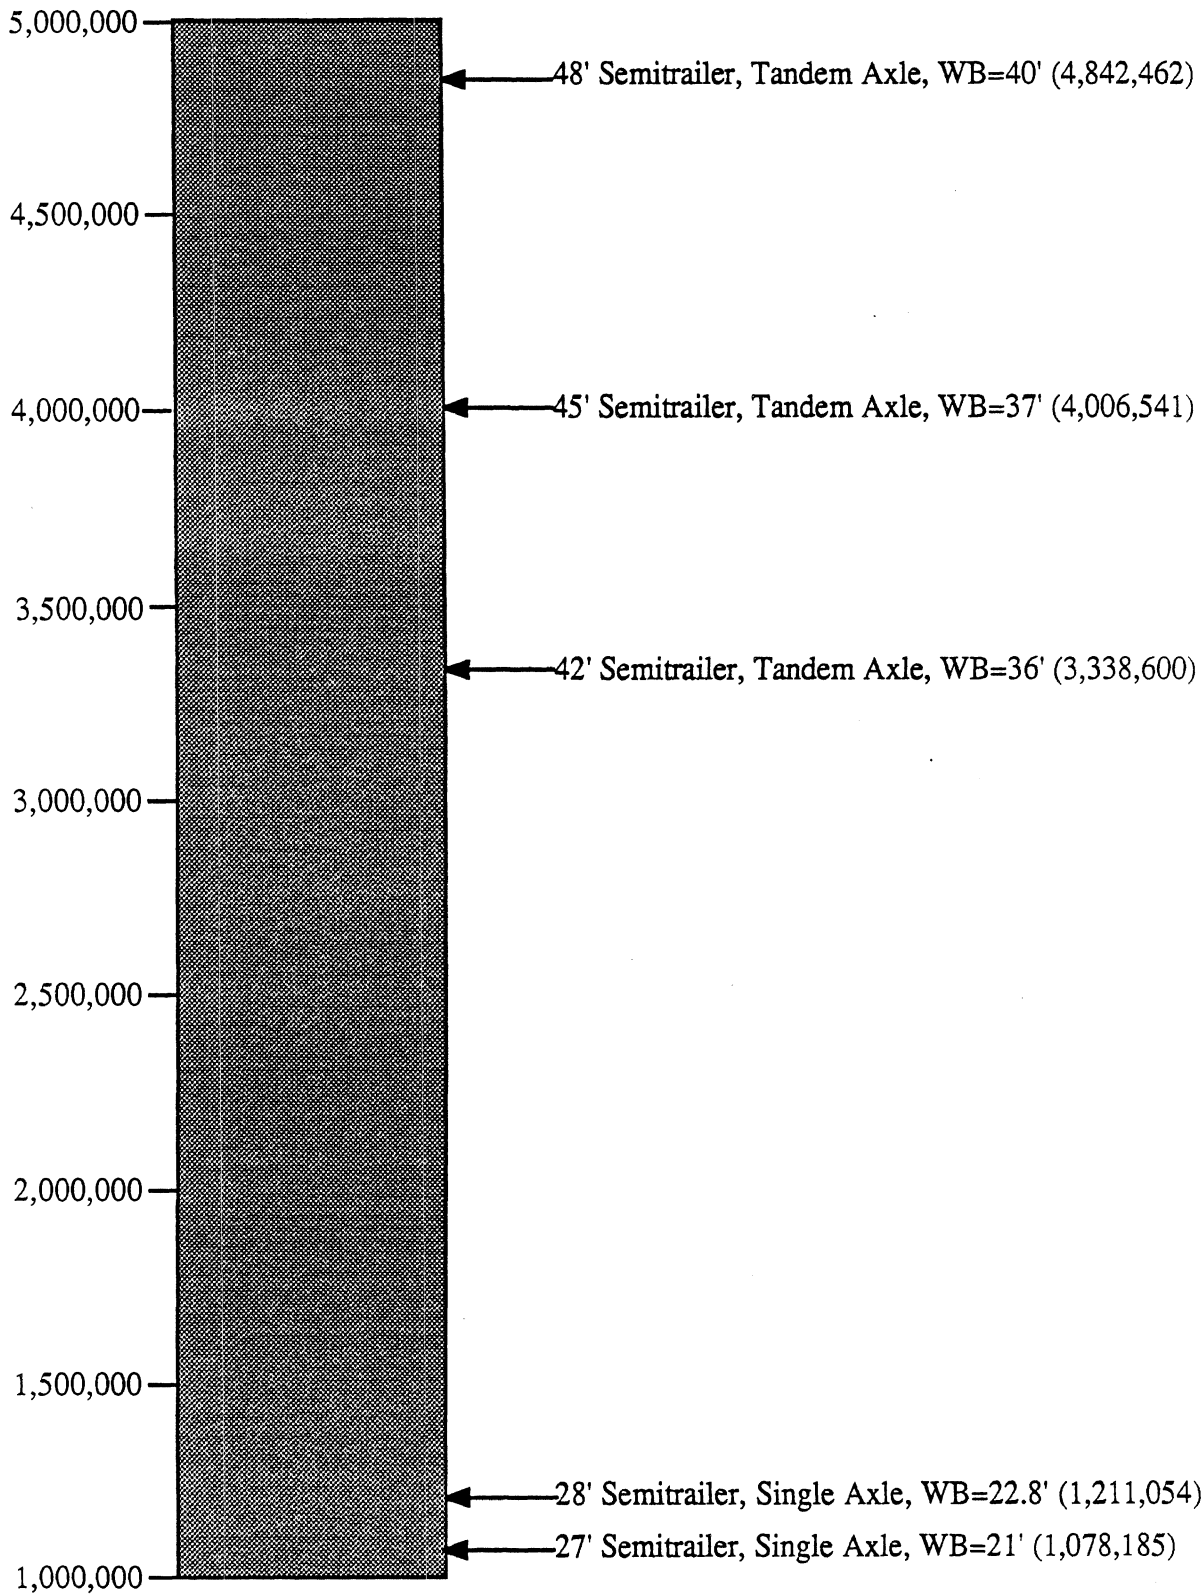 5,000,000
48' Semitrailer, Tandem Axle, WB=40' (4,842,462)
4,500,000
4,000,000
45' Semitrailer, Tandem Axle, WB=37' (4,006,541)
3,500,000
42' Semitrailer, Tandem Axle, WB=36' (3,338,600)
3,000,000
2,500,000
2,000,000
1,500,000
28' Semitrailer, Single Axle, WB=22.8' (1,211,054)
27' Semitrailer, Single Axle, WB=21' (1,078,185)
1,000,000